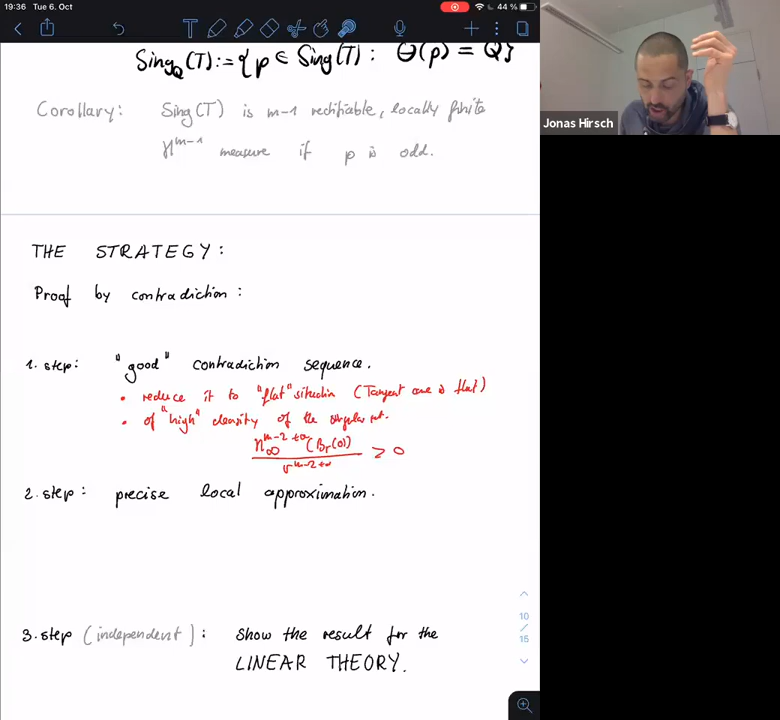 19:36 Tue 6. Oct
44 %
Sing_Q(T) := {p ∈ Sing(T) : Θ(p) = Q}
Jonas Hirsch
Corollary: Sing(T) is m-1 rectifiable, locally finite
H^{m-1} measure if p is odd.
THE STRATEGY:
Proof by contradiction:
1. step: "good" contradiction sequence.
• reduce it to "flat" situation (Tangent cone is flat)
• of "high" density of the singular set.
H_∞^{m-2+α}(B_r(0))
r^{m-2+α}
> 0
2. step: precise local approximation.
10
/
15
3. step (independent): Show the result for the
LINEAR THEORY.